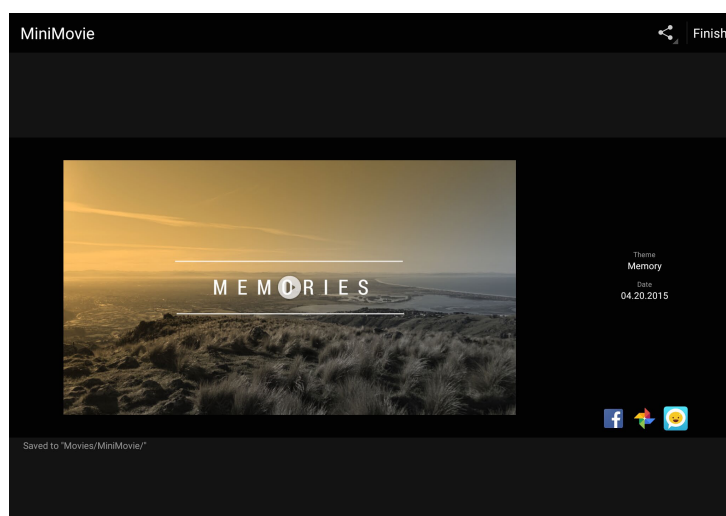 MiniMovie
Finish
MEMORIES
Theme
Memory
Date
04.20.2015
f
Saved to "Movies/MiniMovie/"